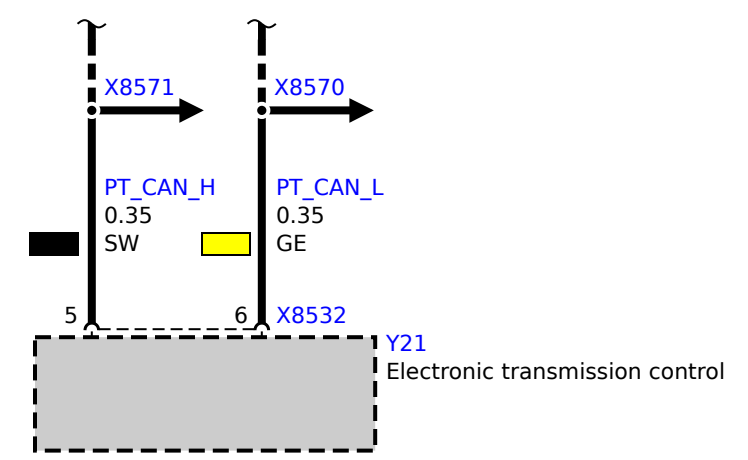 X8571 X8570
PT_CAN_H PT_CAN_L
0.35 0.35
SW GE
5 6 X8532
Y21
Electronic transmission control